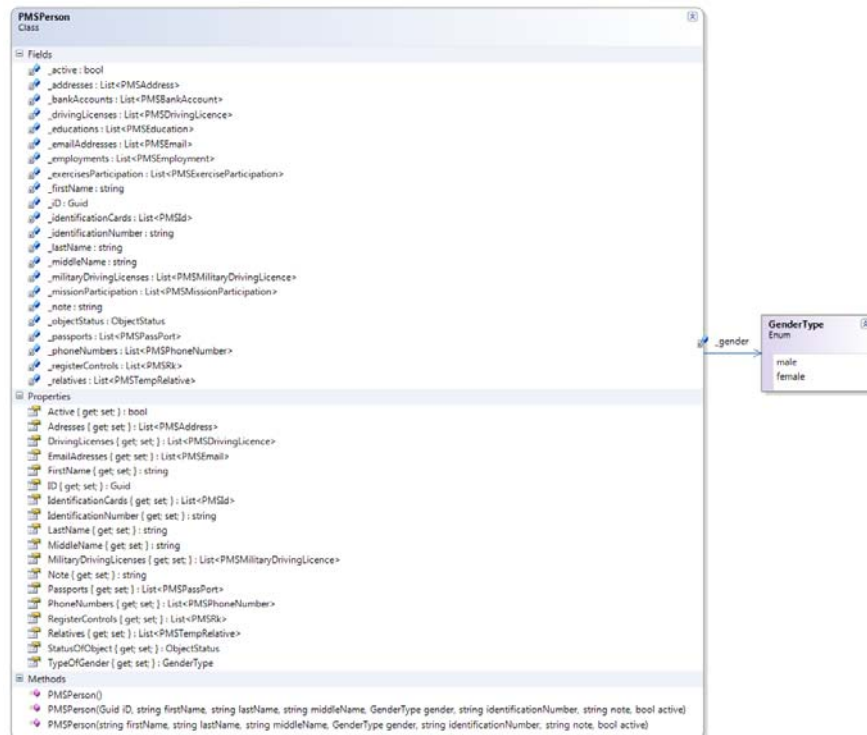 PMSPerson
Class
Fields
_active : bool
_addresses : List<PMSAddress>
_bankAccounts : List<PMSBankAccount>
_drivingLicenses : List<PMSDrivingLicence>
_educations : List<PMSEducation>
_emailAddresses : List<PMSEmail>
_employments : List<PMSEmployment>
_exercisesParticipation : List<PMSExerciseParticipation>
_firstName : string
_iD : Guid
_identificationCards : List<PMSId>
_identificationNumber : string
_lastName : string
_middleName : string
_militaryDrivingLicenses : List<PMSMilitaryDrivingLicence>
_missionParticipation : List<PMSMissionParticipation>
_note : string
_objectStatus : ObjectStatus
_passports : List<PMSPassPort>
_phoneNumbers : List<PMSPhoneNumber>
_registerControls : List<PMSRk>
_relatives : List<PMSTempRelative>
Properties
Active { get; set; } : bool
Adresses { get; set; } : List<PMSAddress>
DrivingLicenses { get; set; } : List<PMSDrivingLicence>
EmailAdresses { get; set; } : List<PMSEmail>
FirstName { get; set; } : string
ID { get; set; } : Guid
IdentificationCards { get; set; } : List<PMSId>
IdentificationNumber { get; set; } : string
LastName { get; set; } : string
MiddleName { get; set; } : string
MilitaryDrivingLicenses { get; set; } : List<PMSMilitaryDrivingLicence>
Note { get; set; } : string
Passports { get; set; } : List<PMSPassPort>
PhoneNumbers { get; set; } : List<PMSPhoneNumber>
RegisterControls { get; set; } : List<PMSRk>
Relatives { get; set; } : List<PMSTempRelative>
StatusOfObject { get; set; } : ObjectStatus
TypeOfGender { get; set; } : GenderType
Methods
PMSPerson()
PMSPerson(Guid iD, string firstName, string lastName, string middleName, GenderType gender, string identificationNumber, string note, bool active)
PMSPerson(string firstName, string lastName, string middleName, GenderType gender, string identificationNumber, string note, bool active)
_gender
GenderType
Enum
male
female